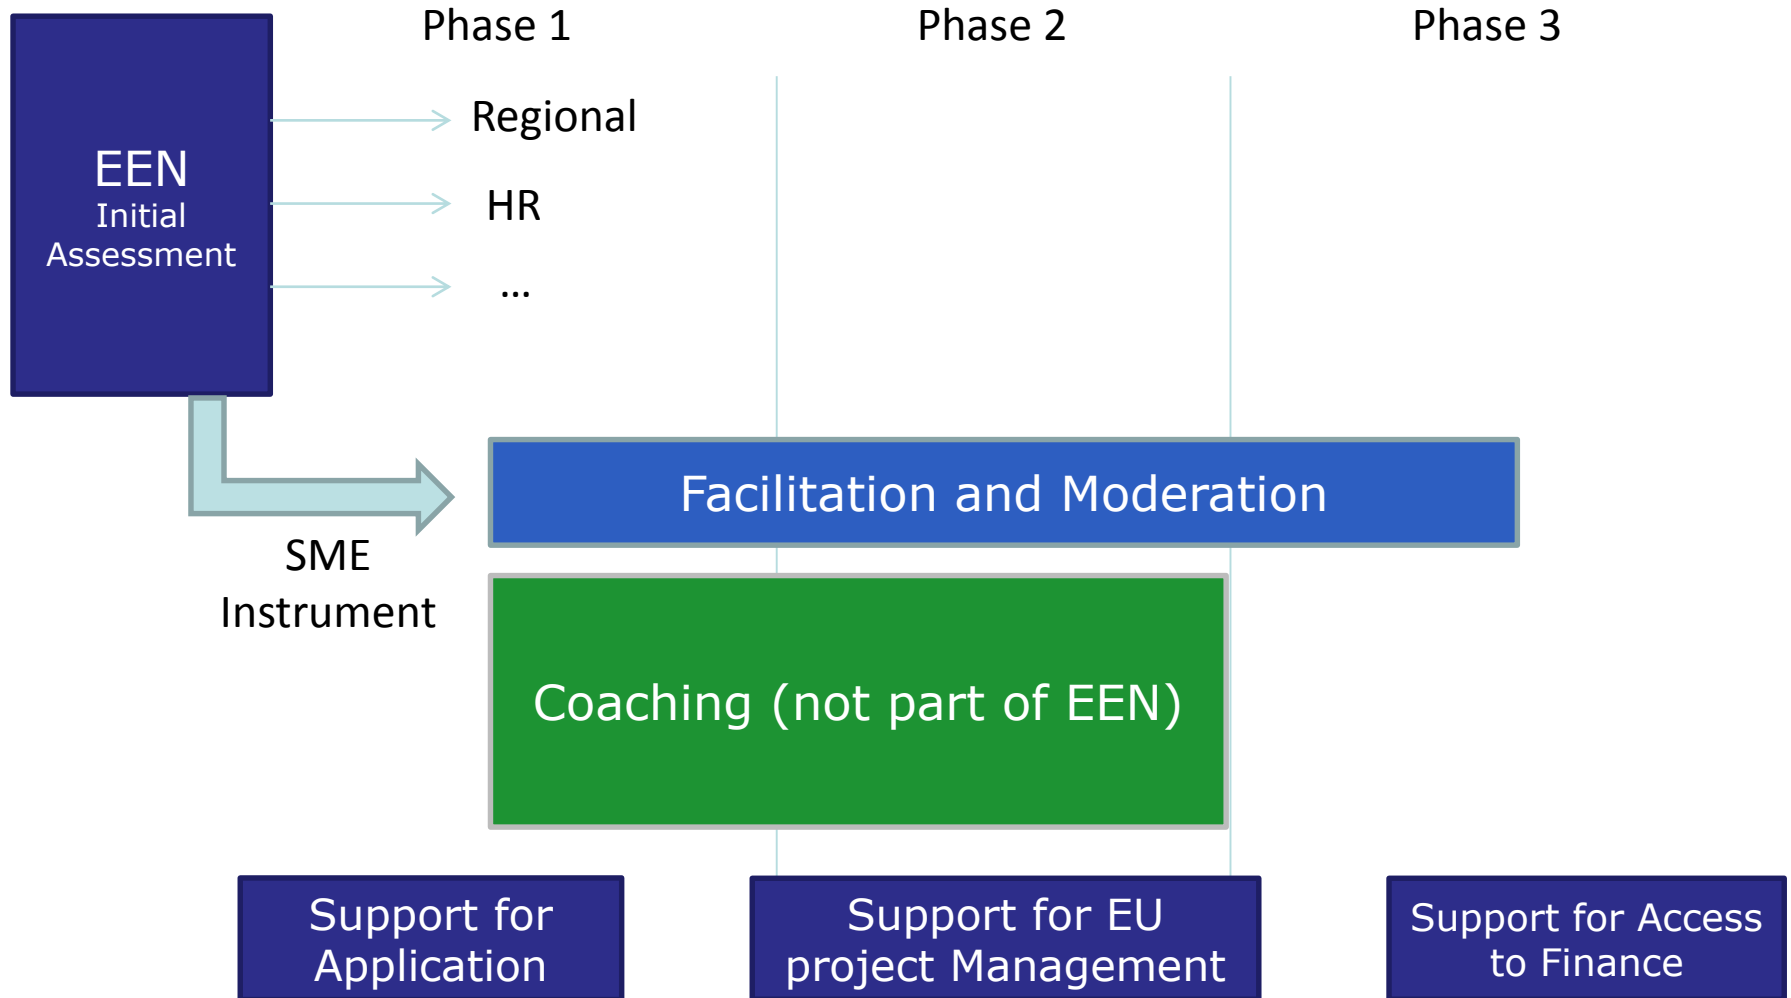 Phase 1
Phase 2
Phase 3
EEN
Initial
Assessment
Regional
HR
...
SME
Instrument
Facilitation and Moderation
Coaching (not part of EEN)
Support for
Application
Support for EU
project Management
Support for Access
to Finance